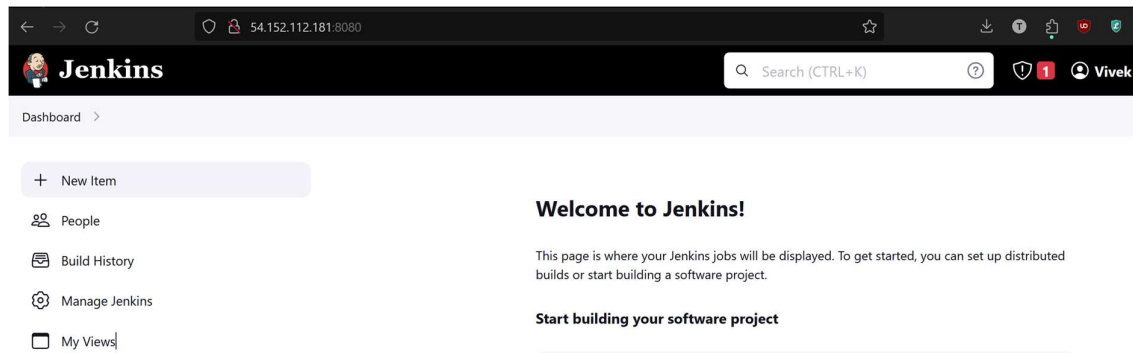 54.152.112.181:8080
Jenkins
Search (CTRL+K)
1
Vivek
Dashboard
New Item
People
Build History
Manage Jenkins
My Views
Welcome to Jenkins!
This page is where your Jenkins jobs will be displayed. To get started, you can set up distributed
builds or start building a software project.
Start building your software project